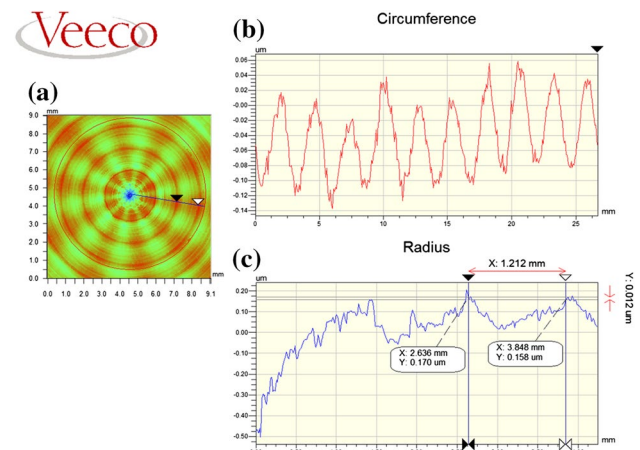 Veeco
(a)
mm
9.0
8.0
7.0
6.0
5.0
4.0
3.0
2.0
1.0
0.0
mm
0.0 1.0 2.0 3.0 4.0 5.0 6.0 7.0 8.0 9.1
(b)
Circumference
um
0.06
0.04
0.02
-0.00
-0.02
-0.04
-0.06
-0.08
-0.10
-0.12
-0.14
0 5 10 15 20 25
mm
(c)
Radius
X: 1.212 mm
Y: 0.012 um
um
0.20
0.20
0.10
-0.00
-0.10
-0.20
-0.30
-0.40
-0.50
X: 2.636 mm
Y: 0.170 um
X: 3.848 mm
Y: 0.158 um
mm